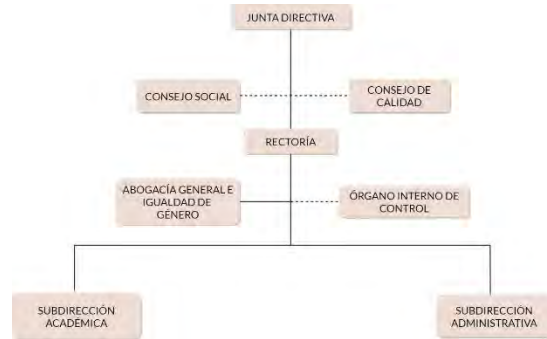 JUNTA DIRECTIVA
CONSEJO SOCIAL
CONSEJO DE
CALIDAD
RECTORÍA
ABOGACÍA GENERAL E
IGUALDAD DE
GÉNERO
ÓRGANO INTERNO DE
CONTROL
SUBDIRECCIÓN
ACADÉMICA
SUBDIRECCIÓN
ADMINISTRATIVA